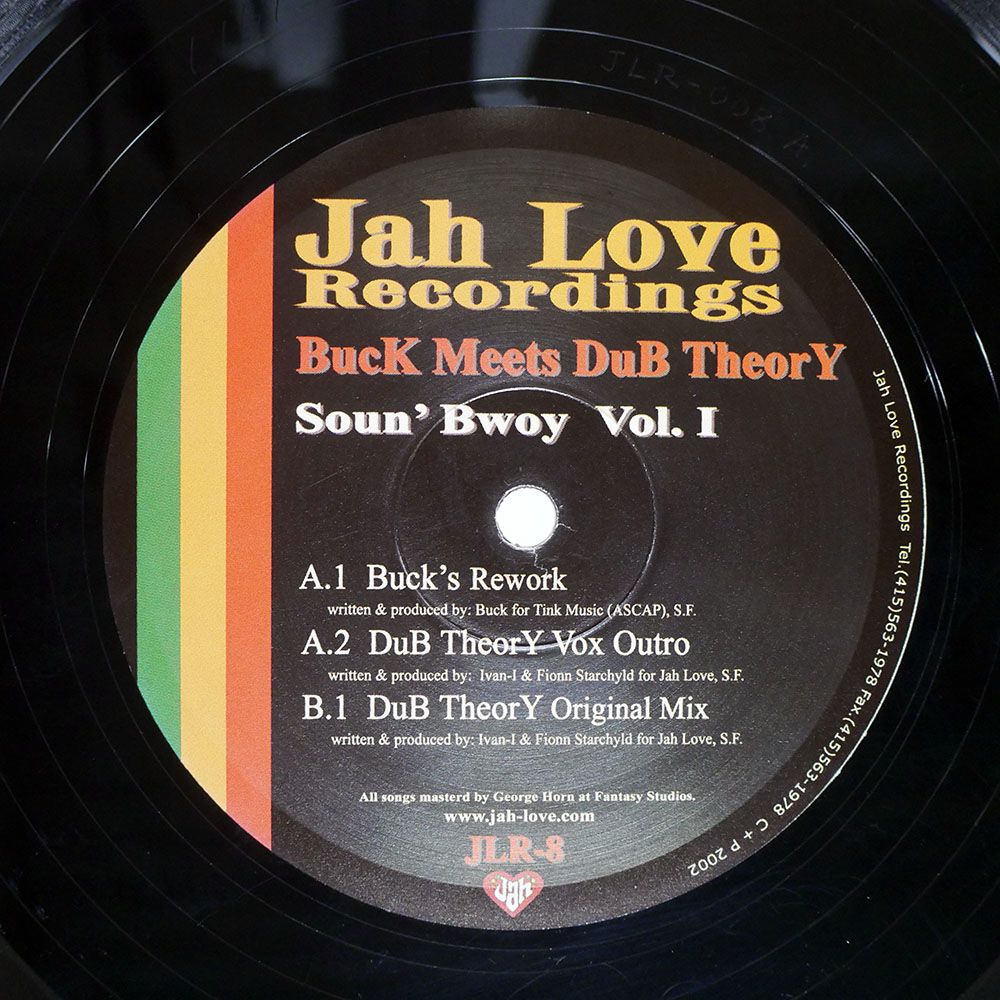 JLR-008 A
Jah Love
Recordings
BucK Meets DuB TheorY
Soun' Bwoy Vol. I
A.1 Buck's Rework
written & produced by: Buck for Tink Music (ASCAP), S.F.
A.2 DuB TheorY Vox Outro
written & produced by: Ivan-I & Fionn Starchyld for Jah Love, S.F.
B.1 DuB TheorY Original Mix
written & produced by: Ivan-I & Fionn Starchyld for Jah Love, S.F.
All songs masterd by George Horn at Fantasy Studios.
www.jah-love.com
JLR-8
Jah
Jah Love Recordings Tel.(415)563-1978 Fax.(415)563-1978 C + P 2002